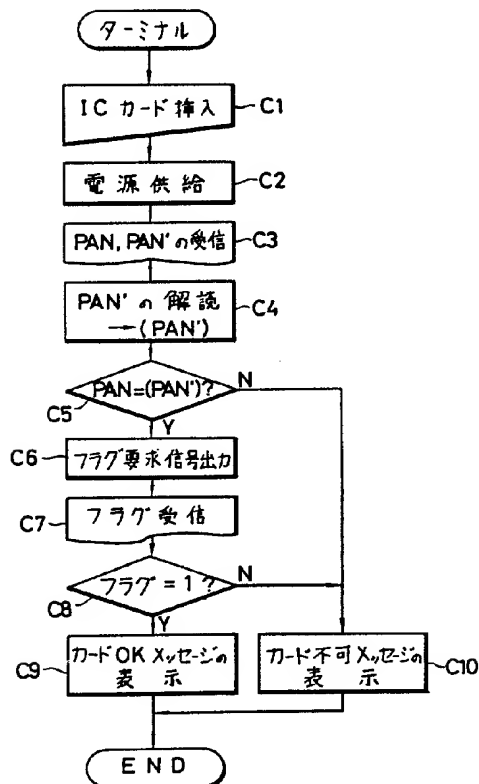 ターミナル
ICカード挿入
C1
電源供給
C2
PAN, PAN'の受信
C3
PAN'の解読
→(PAN')
C4
PAN=(PAN')?
N
C5
Y
C6
フラグ要求信号出力
C7
フラグ受信
フラグ=1?
N
C8
Y
C9
カードOKメッセージの
表示
カード不可メッセージの
表示
C10
END